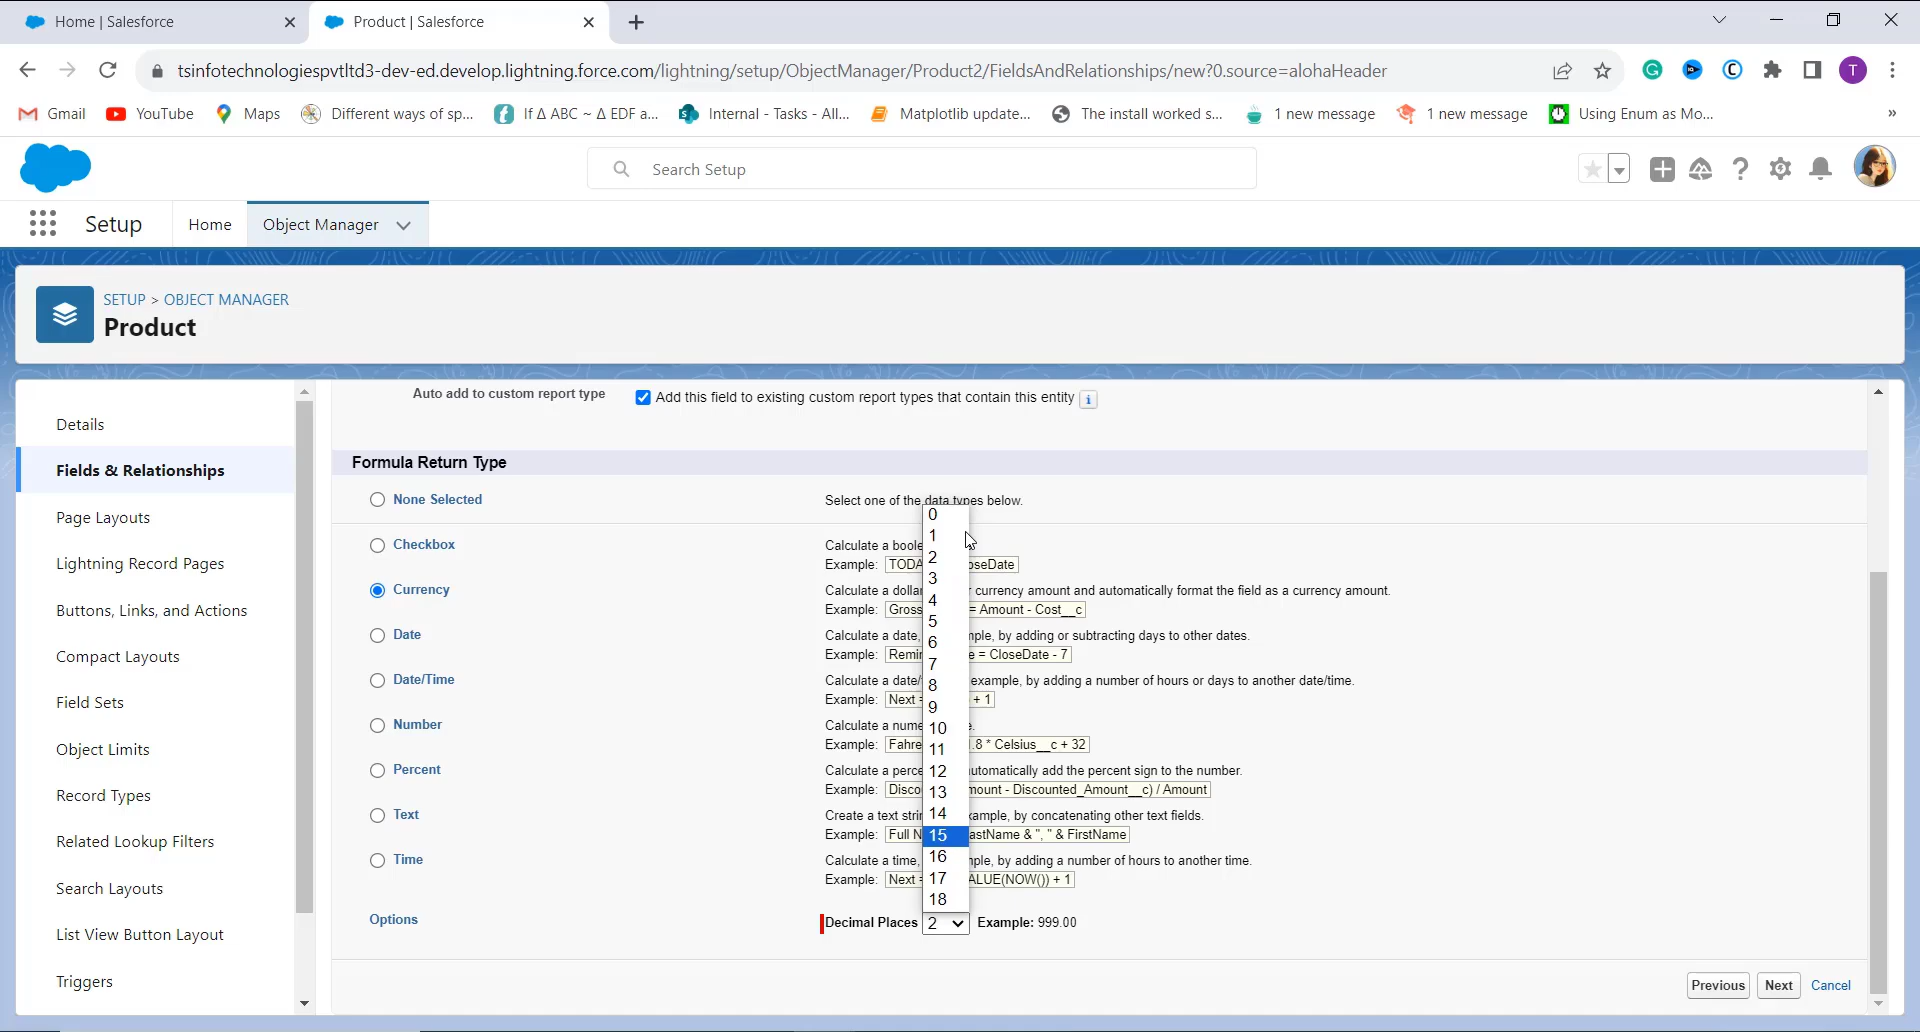 Home | Salesforce
Product | Salesforce
tsinfotechnologiespvtltd3-dev-ed.develop.lightning.force.com/lightning/setup/ObjectManager/Product2/FieldsAndRelationships/new?0.source=alohaHeader
T
Gmail YouTube Maps Different ways of sp... If Δ ABC ~ Δ EDF a... Internal - Tasks - All... Matplotlib update... The install worked s... 1 new message 1 new message Using Enum as Mo... »
Search Setup
Setup Home Object Manager
SETUP > OBJECT MANAGER
Product
Details
Fields & Relationships
Page Layouts
Lightning Record Pages
Buttons, Links, and Actions
Compact Layouts
Field Sets
Object Limits
Record Types
Related Lookup Filters
Search Layouts
List View Button Layout
Triggers
Auto add to custom report type Add this field to existing custom report types that contain this entity i
Formula Return Type
None Selected Select one of the data types below.
Checkbox Calculate a boole
Example: TODA oseDate
Currency Calculate a dolla currency amount and automatically format the field as a currency amount.
Example: Gross = Amount - Cost__c
Date Calculate a date, mple, by adding or subtracting days to other dates.
Example: Remi e = CloseDate - 7
Date/Time Calculate a date/ example, by adding a number of hours or days to another date/time.
Example: Next + 1
Number Calculate a nume
Example: Fahre .8 * Celsius__c + 32
Percent Calculate a perce utomatically add the percent sign to the number.
Example: Disco mount - Discounted_Amount__c) / Amount
Text Create a text stri ample, by concatenating other text fields.
Example: Full N astName & ", " & FirstName
Time Calculate a time, mple, by adding a number of hours to another time.
Example: Next ALUE(NOW()) + 1
0
1
2
3
4
5
6
7
8
9
10
11
12
13
14
15
16
17
18
Options Decimal Places 2 Example: 999.00
Previous Next Cancel